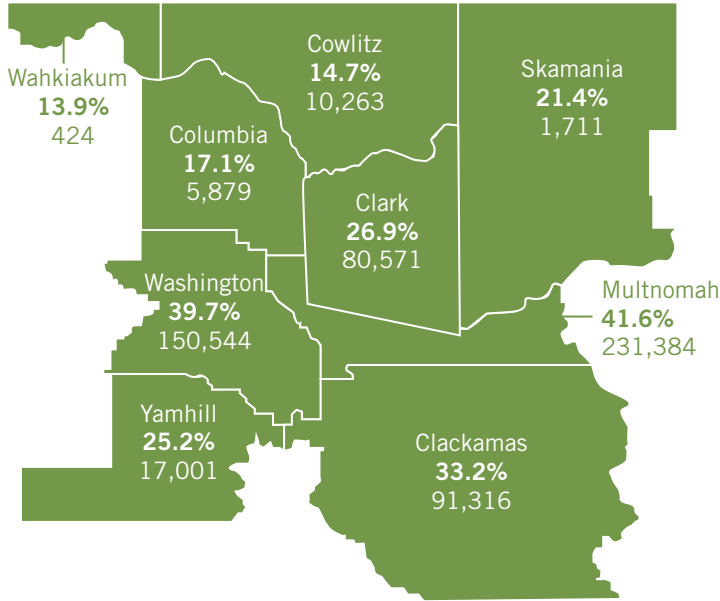 Wahkiakum
13.9%
424
Cowlitz
14.7%
10,263
Skamania
21.4%
1,711
Columbia
17.1%
5,879
Clark
26.9%
80,571
Washington
39.7%
150,544
Multnomah
41.6%
231,384
Yamhill
25.2%
17,001
Clackamas
33.2%
91,316